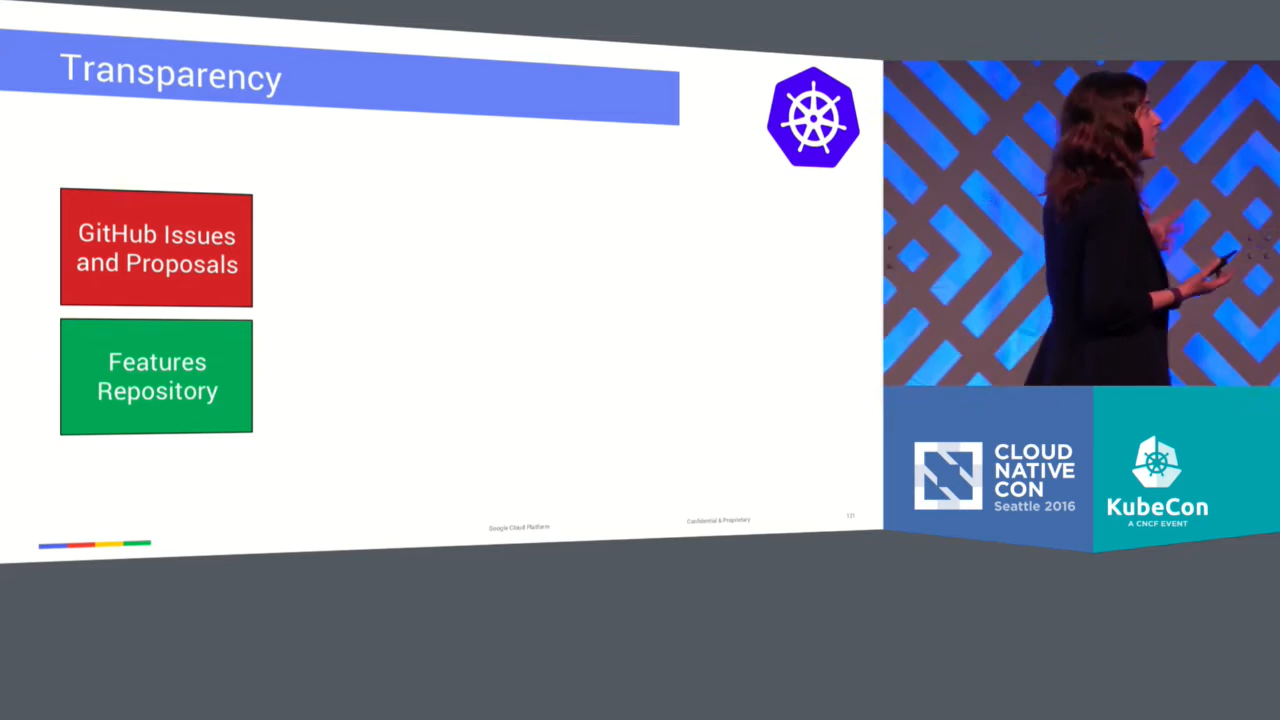 Transparency
GitHub Issues
and Proposals
Features
Repository
Google Cloud Platform
Confidential & Proprietary
121
CLOUD
NATIVE
CON
Seattle 2016
KubeCon
A CNCF EVENT